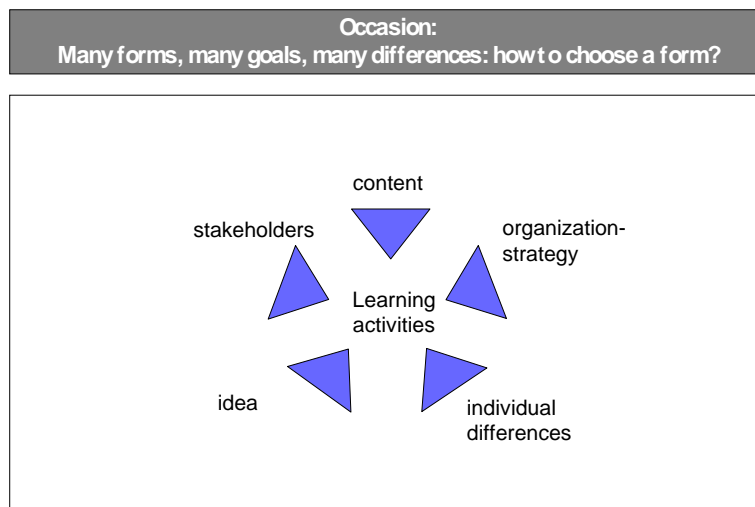 Occasion:
Many forms, many goals, many differences: how to choose a form?
content
stakeholders
organization-
strategy
Learning
activities
idea
individual
differences